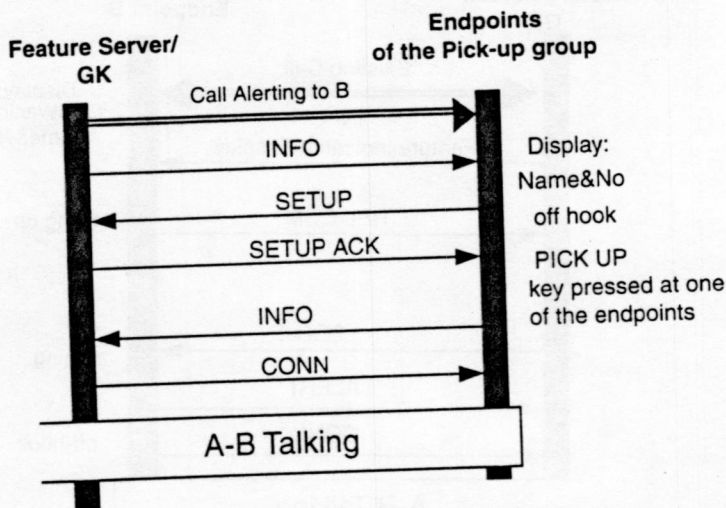 Feature Server/
GK
Endpoints
of the Pick-up group
Call Alerting to B
INFO
Display:
Name&No
SETUP
off hook
SETUP ACK
PICK UP
key pressed at one
of the endpoints
INFO
CONN
A-B Talking